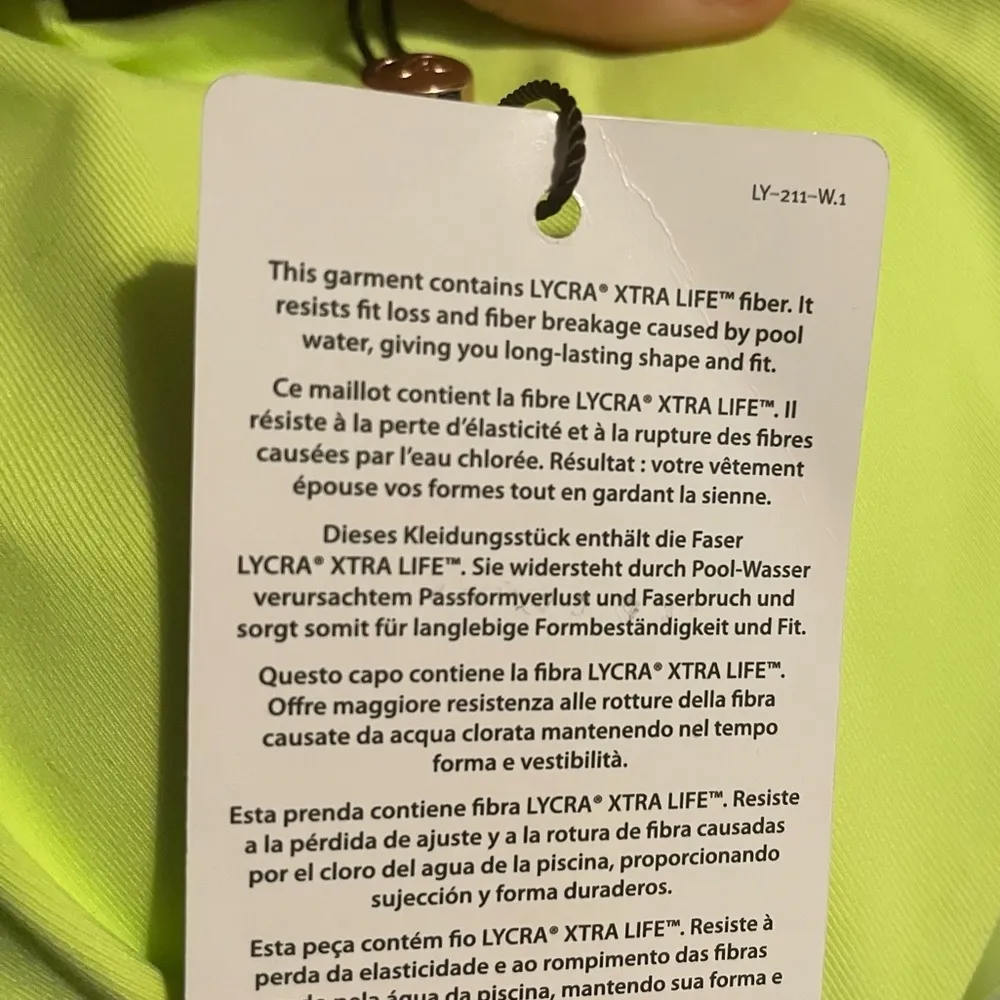 LY-211-W.1
This garment contains LYCRA® XTRA LIFE™ fiber. It
resists fit loss and fiber breakage caused by pool
water, giving you long-lasting shape and fit.
Ce maillot contient la fibre LYCRA® XTRA LIFE™. Il
résiste à la perte d'élasticité et à la rupture des fibres
causées par l'eau chlorée. Résultat : votre vêtement
épouse vos formes tout en gardant la sienne.
Dieses Kleidungsstück enthält die Faser
LYCRA® XTRA LIFE™. Sie widersteht durch Pool-Wasser
verursachtem Passformverlust und Faserbruch und
sorgt somit für langlebige Formbeständigkeit und Fit.
Questo capo contiene la fibra LYCRA® XTRA LIFE™.
Offre maggiore resistenza alle rotture della fibra
causate da acqua clorata mantenendo nel tempo
forma e vestibilità.
Esta prenda contiene fibra LYCRA® XTRA LIFE™. Resiste
a la pérdida de ajuste y a la rotura de fibra causadas
por el cloro del agua de la piscina, proporcionando
sujección y forma duraderos.
Esta peça contém fio LYCRA® XTRA LIFE™. Resiste à
perda da elasticidade e ao rompimento das fibras
pela água da piscina, mantendo sua forma e